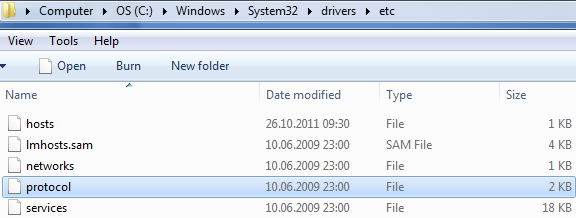 Computer ▸ OS (C:) ▸ Windows ▸ System32 ▸ drivers ▸ etc
View Tools Help
Open Burn New folder
Name Date modified Type Size
hosts 26.10.2011 09:30 File 1 KB
lmhosts.sam 10.06.2009 23:00 SAM File 4 KB
networks 10.06.2009 23:00 File 1 KB
protocol 10.06.2009 23:00 File 2 KB
services 10.06.2009 23:00 File 18 KB